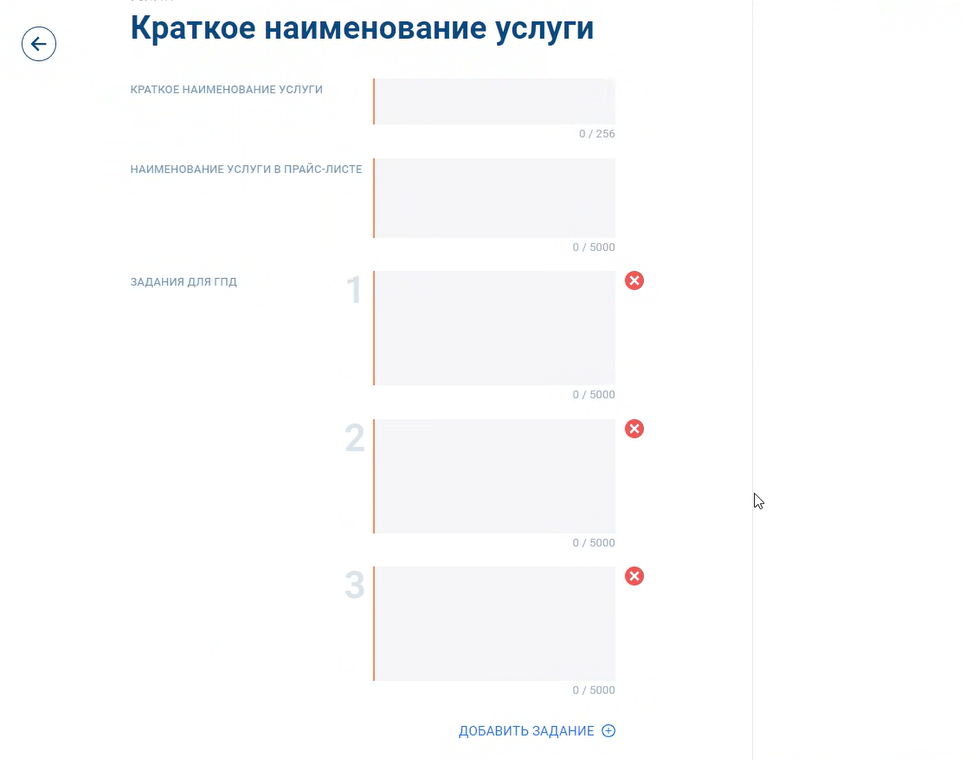 Краткое наименование услуги
КРАТКОЕ НАИМЕНОВАНИЕ УСЛУГИ
0 / 256
НАИМЕНОВАНИЕ УСЛУГИ В ПРАЙС-ЛИСТЕ
0 / 5000
ЗАДАНИЯ ДЛЯ ГПД
1
0 / 5000
2
0 / 5000
3
0 / 5000
ДОБАВИТЬ ЗАДАНИЕ